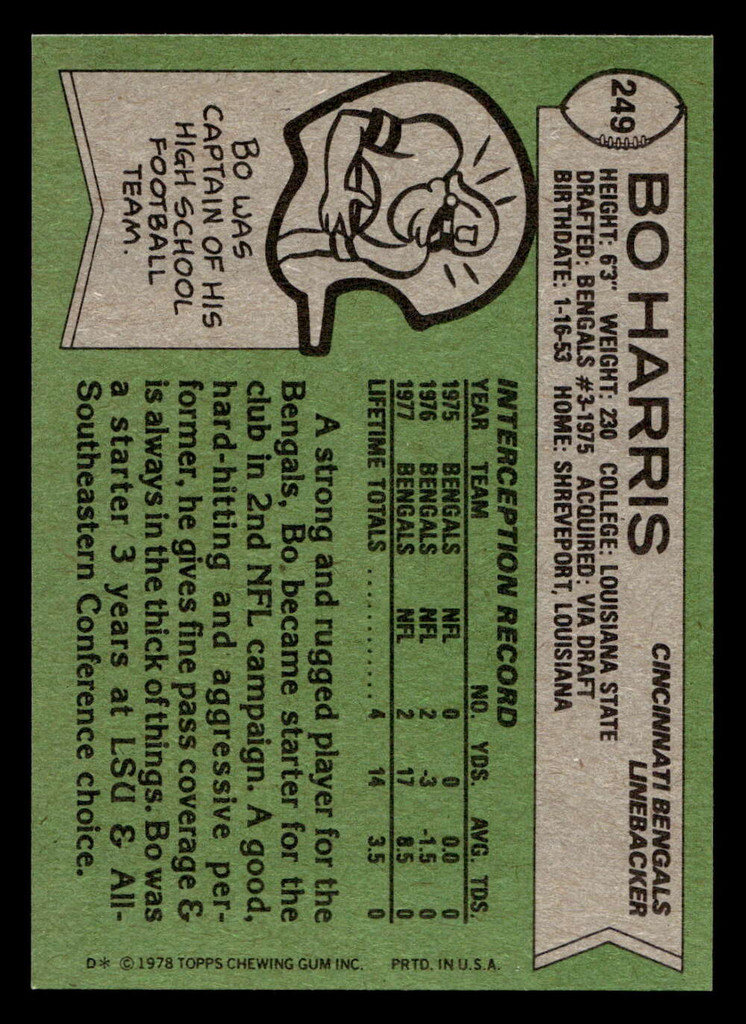 249
BO HARRIS
CINCINNATI BENGALS
LINEBACKER
HEIGHT: 6'3" WEIGHT: 230 COLLEGE: LOUISIANA STATE
DRAFTED: BENGALS #3-1975 ACQUIRED: VIA DRAFT
BIRTHDATE: 1-16-53 HOME: SHREVEPORT, LOUISIANA
BO WAS
CAPTAIN OF HIS
HIGH SCHOOL
FOOTBALL
TEAM.
INTERCEPTION RECORD
YEAR TEAM NO. YDS. AVG. TDS.
1975 BENGALS NFL 0 0 0.0 0
1976 BENGALS NFL 2 -3 -1.5 0
1977 BENGALS NFL 2 17 8.5 0
LIFETIME TOTALS ........... 4 14 3.5 0
A strong and rugged player for the
Bengals, Bo became starter for the
club in 2nd NFL campaign. A good,
hard-hitting and aggressive per-
former, he gives fine pass coverage &
is always in the thick of things. Bo was
a starter 3 years at LSU & All-
Southeastern Conference choice.
D* © 1978 TOPPS CHEWING GUM INC. PRTD. IN U.S.A.